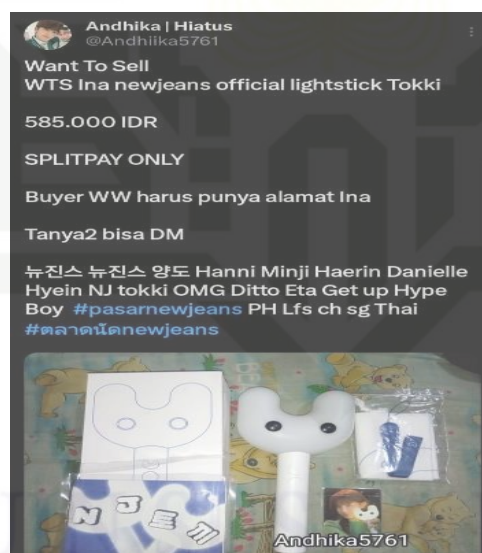 Andhika | Hiatus
@Andhiika5761
Want To Sell
WTS Ina newjeans official lightstick Tokki
585.000 IDR
SPLITPAY ONLY
Buyer WW harus punya alamat Ina
Tanya2 bisa DM
뉴진스 뉴진스 양도 Hanni Minji Haerin Danielle
Hyein NJ tokki OMG Ditto Eta Get up Hype
Boy #pasarnewjeans PH Lfs ch sg Thai
#ตลาดนัดnewjeans
Andhika5761